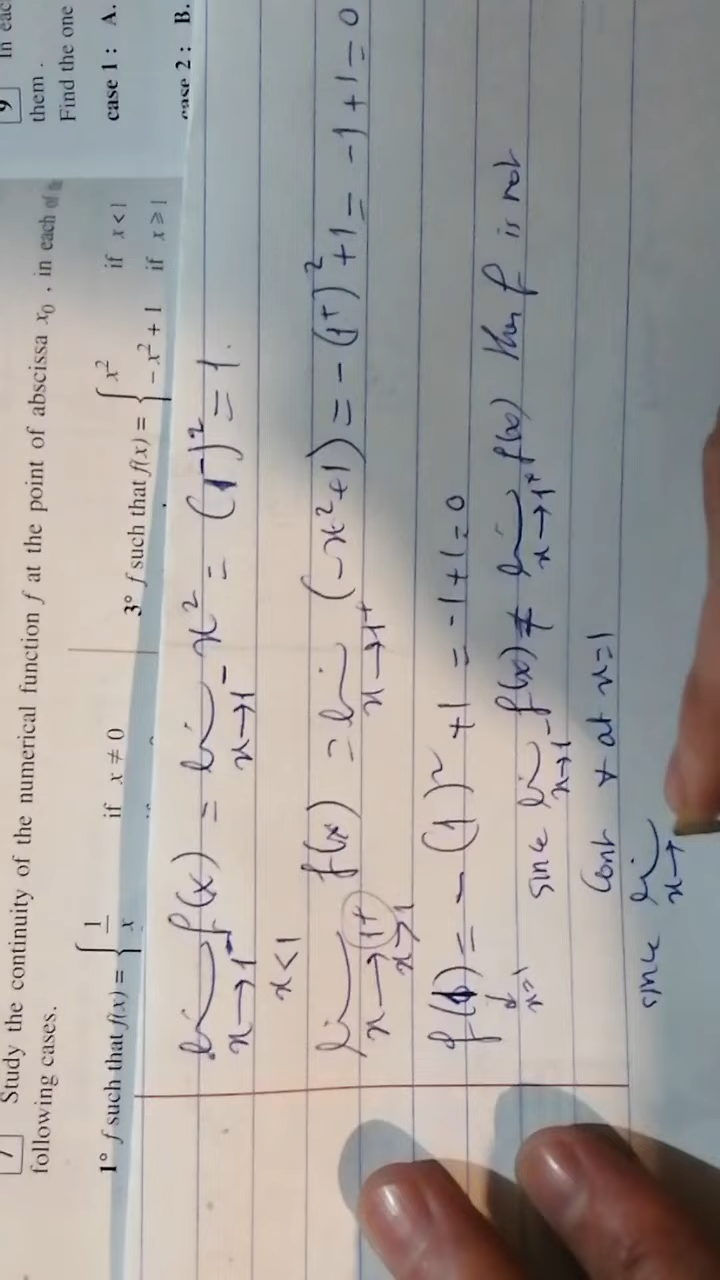 7 Study the continuity of the numerical function f at the point of abscissa x₀ , in each of
following cases.
1° f such that f(x) = { 1/x if x ≠ 0
3° f such that f(x) = { x² if x < 1
-x² + 1 if x ⩾ 1
9 In eac
them .
Find the one
case 1 : A.
case 2 : B.
lim x→1⁻ f(x) = lim x→1⁻ x² = (1⁻)² = 1.
x<1
lim x→1⁺ f(x) = lim x→1⁺ (-x²+1) = -(1⁺)²+1 = -1+1=0
x>1
f(1) = -(1)²+1 = -1+1=0
x=1
since lim x→1⁻ f(x) ≠ lim x→1⁺ f(x) then f is not
Cont at x=1
since lim x→